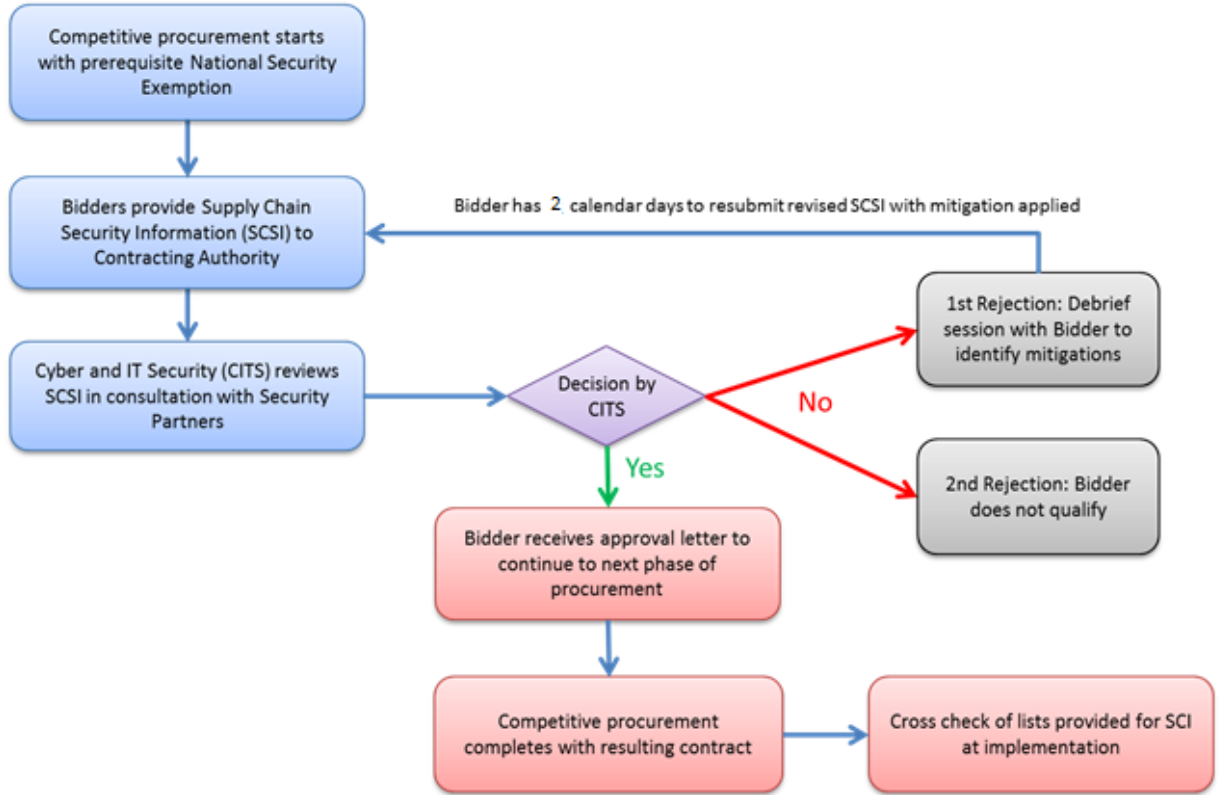 Competitive procurement starts
with prerequisite National Security
Exemption
Bidders provide Supply Chain
Security Information (SCSI) to
Contracting Authority
Bidder has 2 calendar days to resubmit revised SCSI with mitigation applied
1st Rejection: Debrief
session with Bidder to
identify mitigations
Cyber and IT Security (CITS) reviews
SCSI in consultation with Security
Partners
Decision by
CITS
No
Yes
2nd Rejection: Bidder
does not qualify
Bidder receives approval letter to
continue to next phase of
procurement
Competitive procurement
completes with resulting contract
Cross check of lists provided for SCI
at implementation